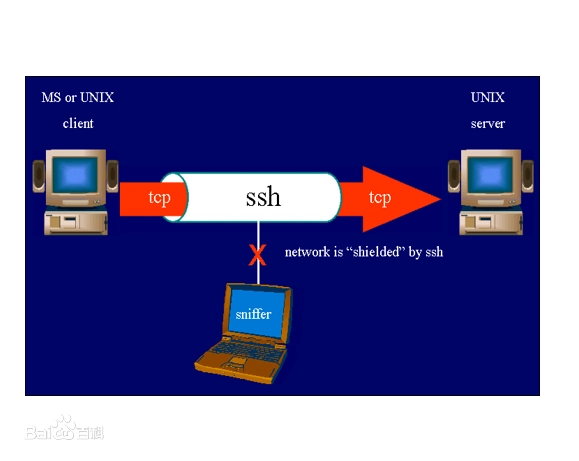 MS or UNIX
client
UNIX
server
tcp
ssh
tcp
X
network is “shielded” by ssh
sniffer
Bai百科